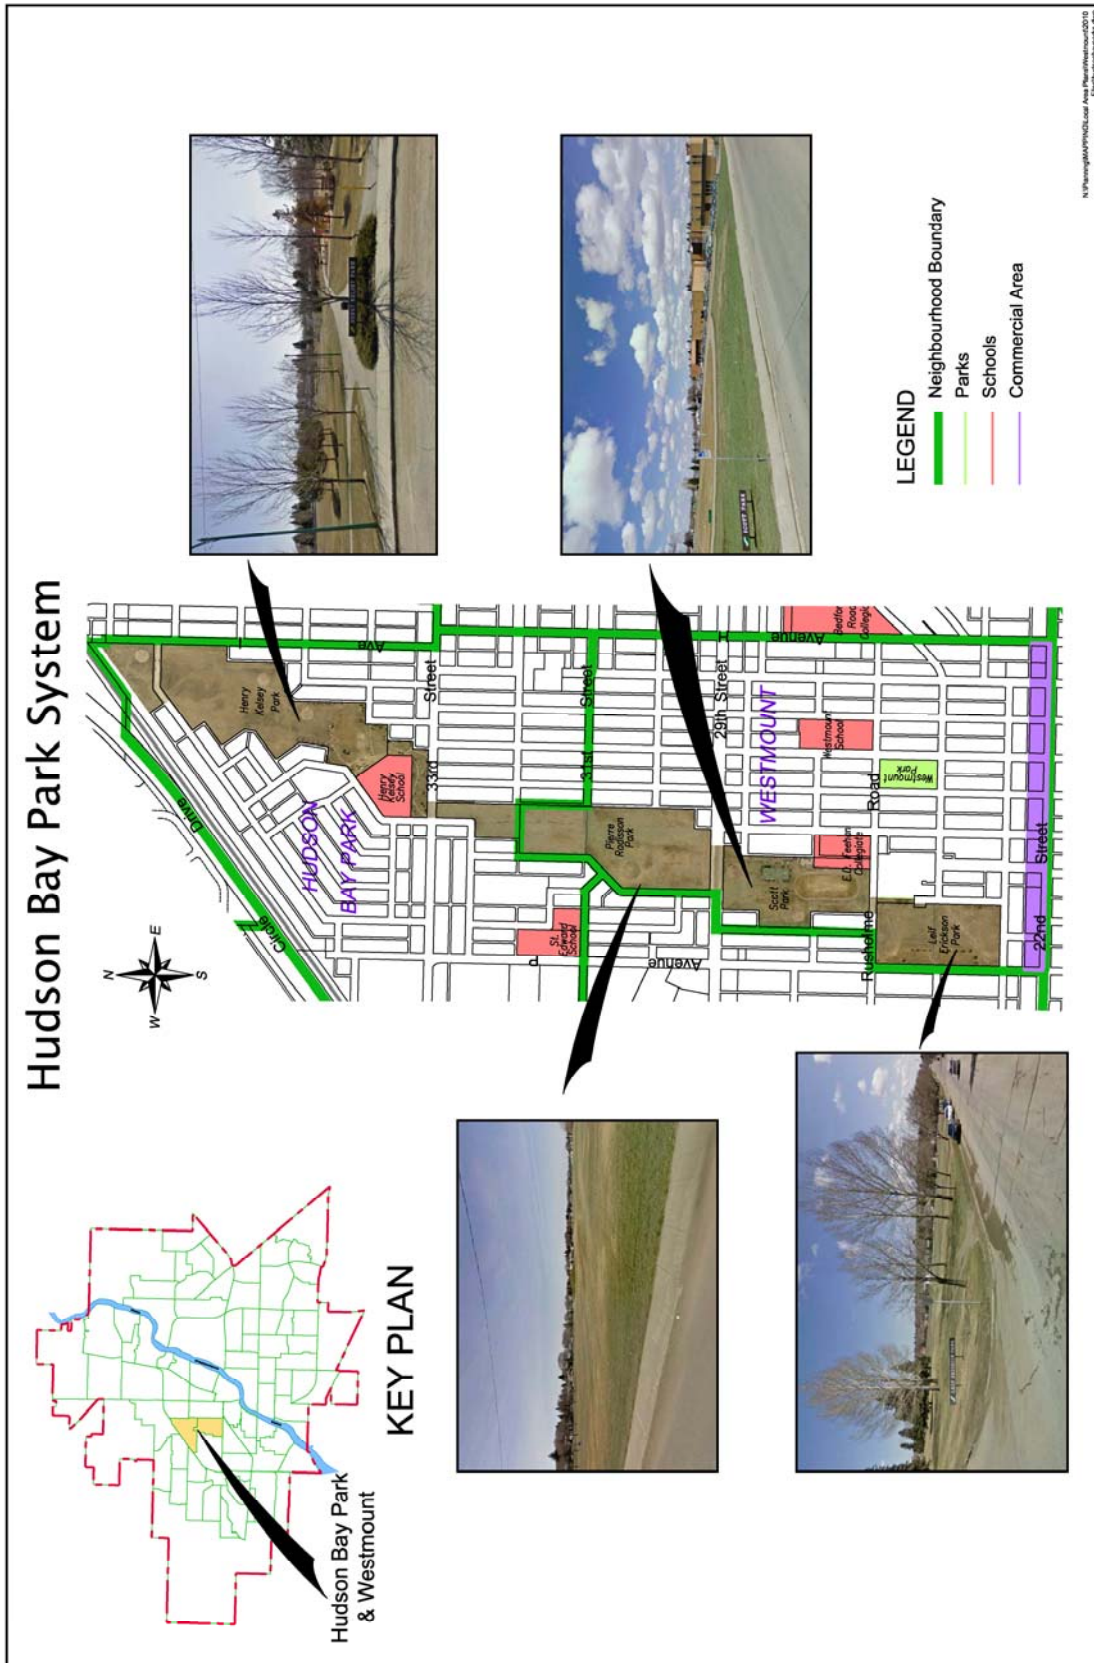 Hudson Bay Park System
KEY PLAN
Hudson Bay Park
& Westmount
N
W
E
S
Circle
Drive
HUDSON
BAY PARK
Henry
Kelsey
Park
Henry
Kelsey
School
Ave
I
33rd
Street
St.
Edward
School
P
Avenue
31st
Street
Pierre
Radisson
Park
29th Street
WESTMOUNT
Avenue
H
Scott
Park
E.D. Feehan
Collegiate
Westmount
School
Bedford
Road
Collegiate
Rusholme
Road
Westmount
Park
Leif
Erickson
Park
22nd
Street
SCOTT PARK
LEGEND
Neighbourhood Boundary
Parks
Schools
Commercial Area